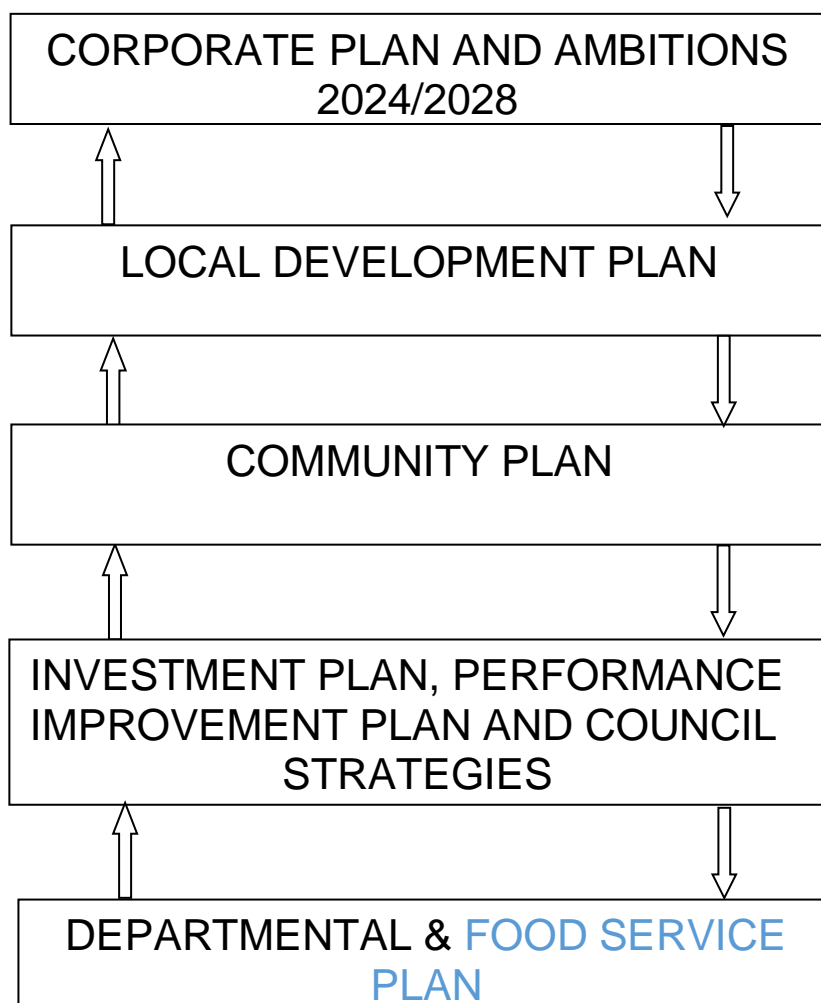 CORPORATE PLAN AND AMBITIONS
2024/2028
LOCAL DEVELOPMENT PLAN
COMMUNITY PLAN
INVESTMENT PLAN, PERFORMANCE
IMPROVEMENT PLAN AND COUNCIL
STRATEGIES
DEPARTMENTAL & FOOD SERVICE
PLAN